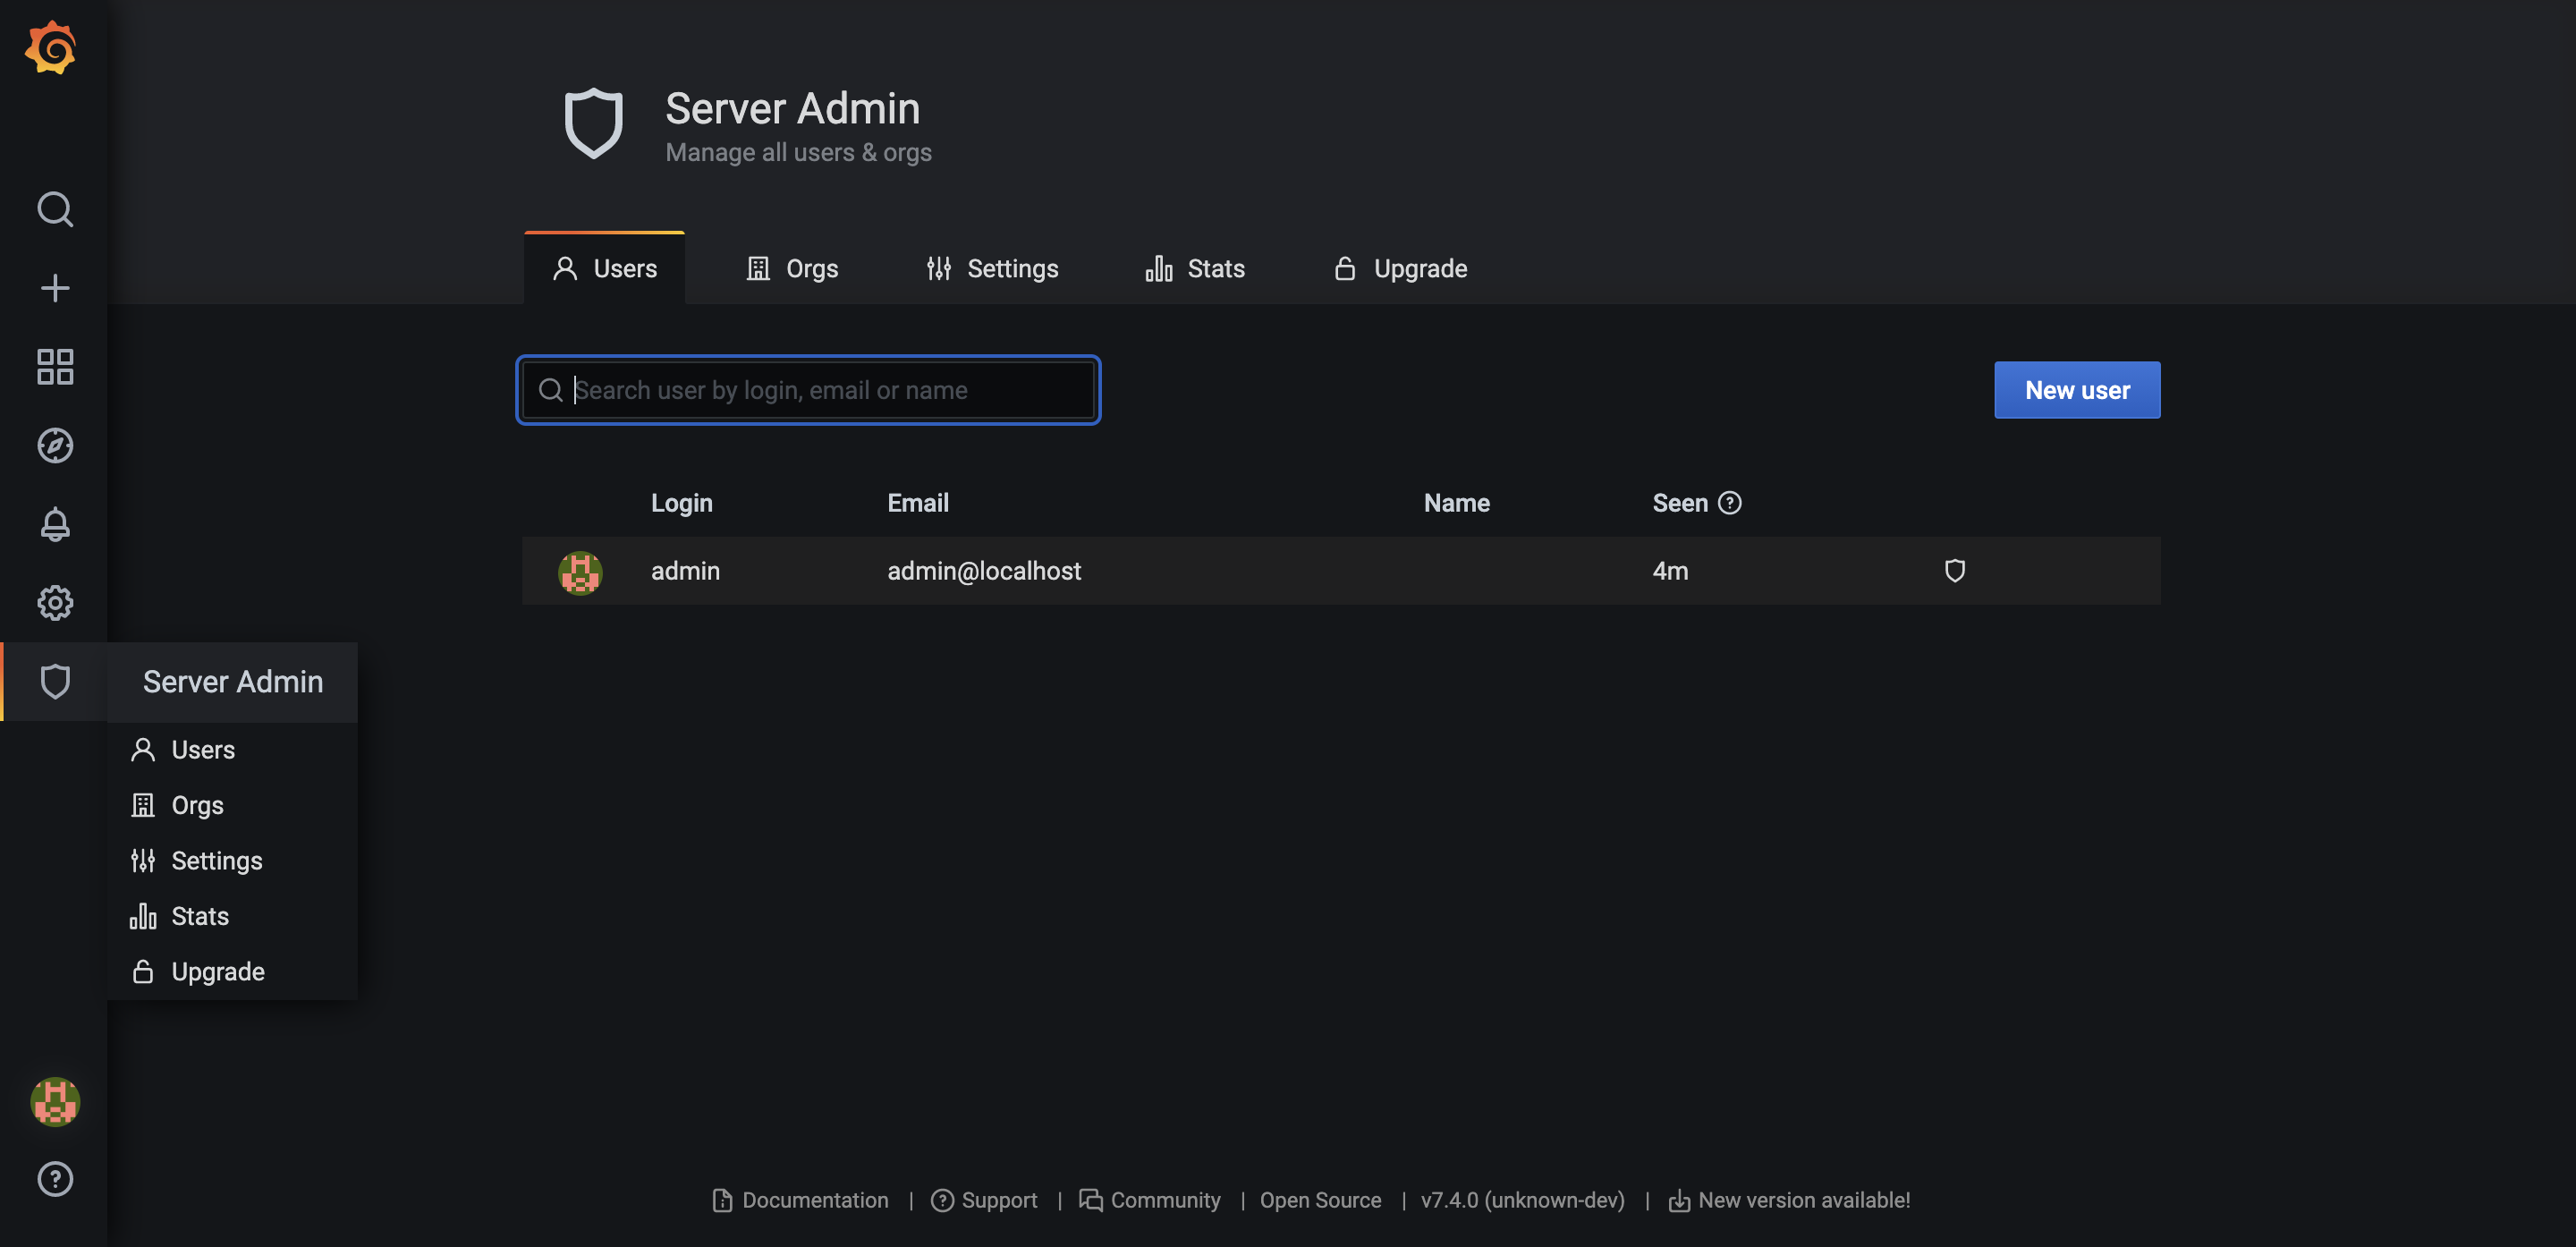 Server Admin
Manage all users & orgs
Users
Orgs
Settings
Stats
Upgrade
Search user by login, email or name
New user
Login Email Name Seen
admin admin@localhost 4m
Server Admin
Users
Orgs
Settings
Stats
Upgrade
Documentation | Support | Community | Open Source | v7.4.0 (unknown-dev) | New version available!